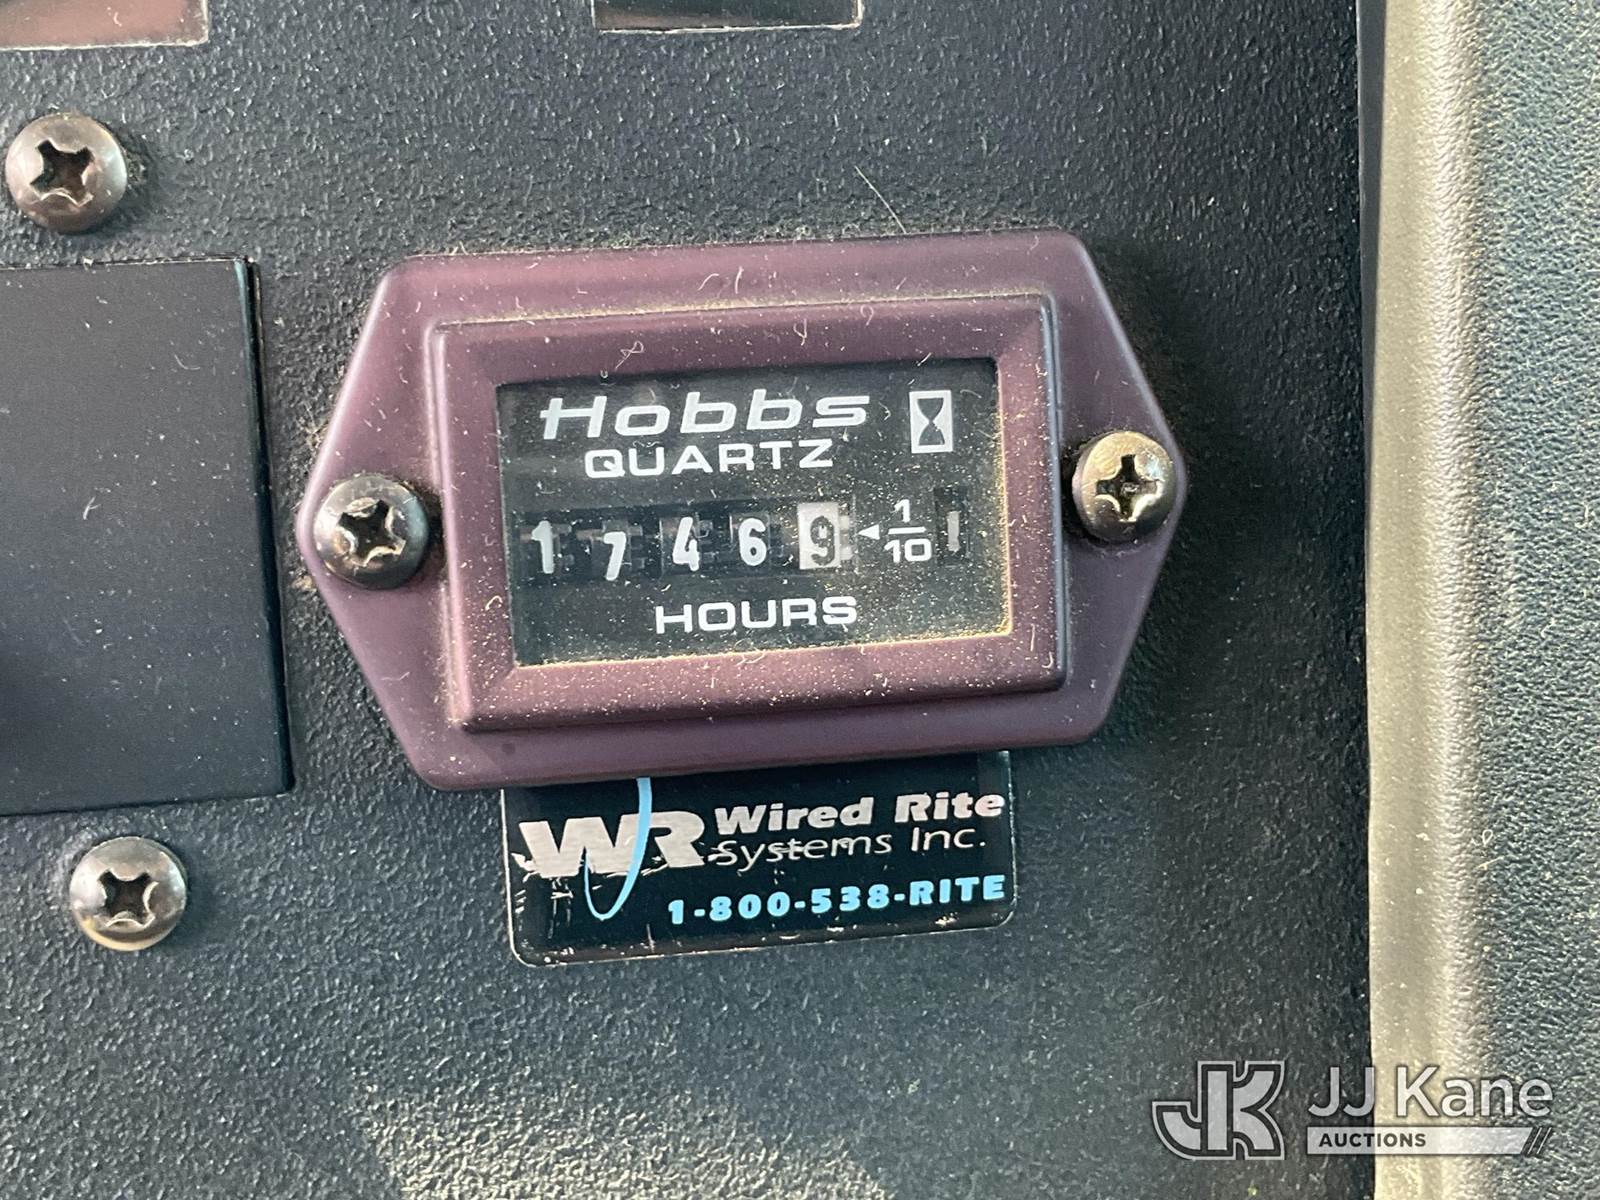 Hobbs
QUARTZ
1 7 4 6 9 ◄ 1/10
HOURS
WR Wired Rite
Systems Inc.
1-800-538-RITE
JK JJ Kane
AUCTIONS